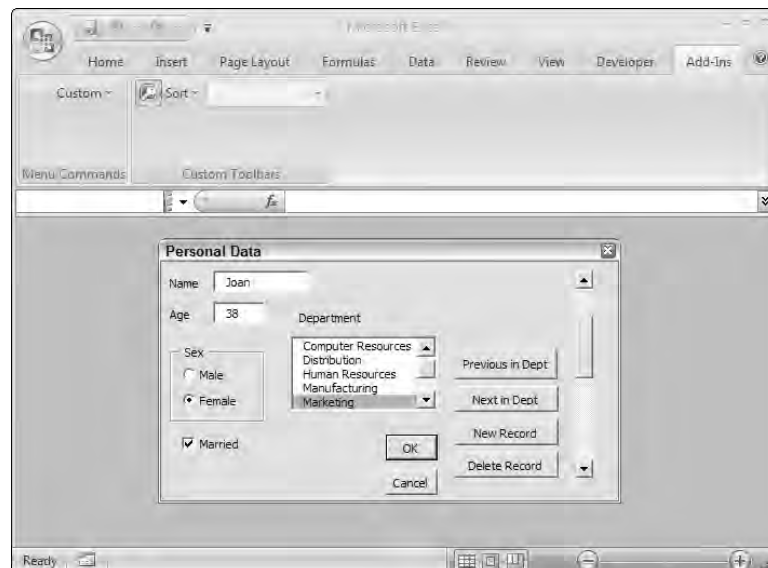 Microsoft Excel
Home Insert Page Layout Formulas Data Review View Developer Add-Ins
Custom Sort
Menu Commands Custom Toolbars
fx
Personal Data
Name Joan
Age 38
Department
Sex
Male
Female
Married
Computer Resources
Distribution
Human Resources
Manufacturing
Marketing
OK
Cancel
Previous in Dept
Next in Dept
New Record
Delete Record
Ready